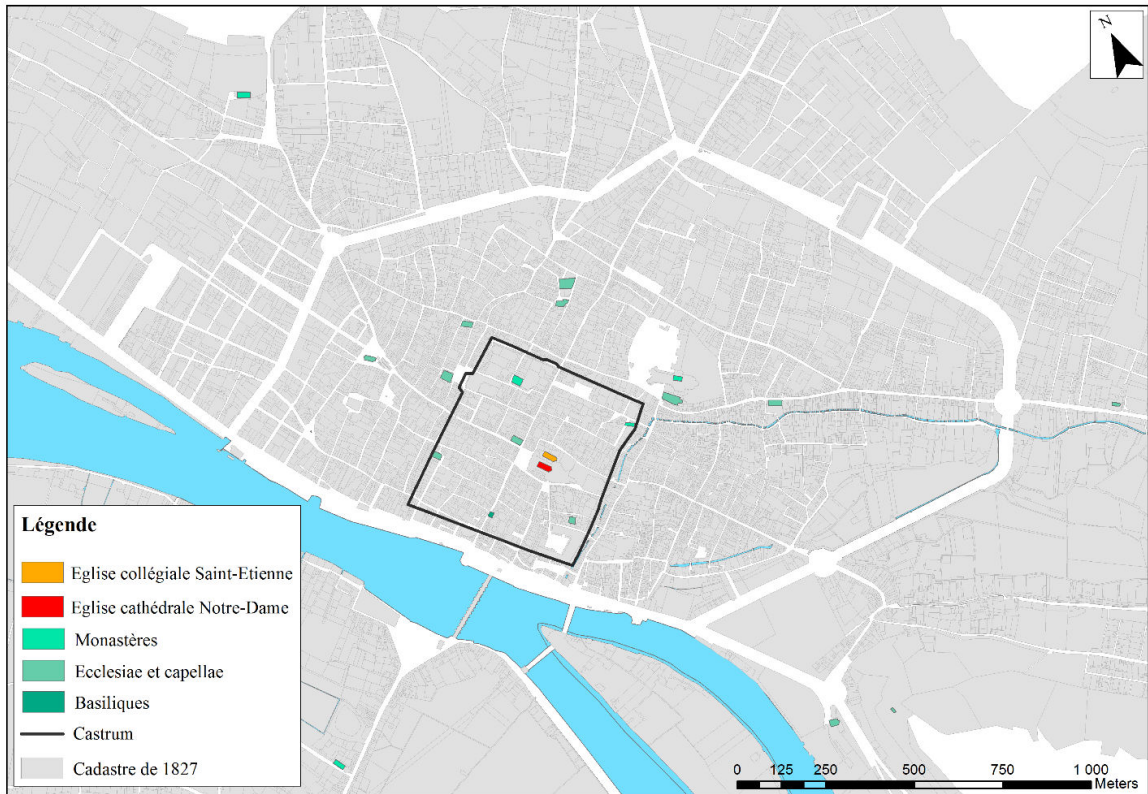 N
Légende
Eglise collégiale Saint-Etienne
Eglise cathédrale Notre-Dame
Monastères
Ecclesiae et capellae
Basiliques
Castrum
Cadastre de 1827
0 125 250 500 750 1 000
Meters